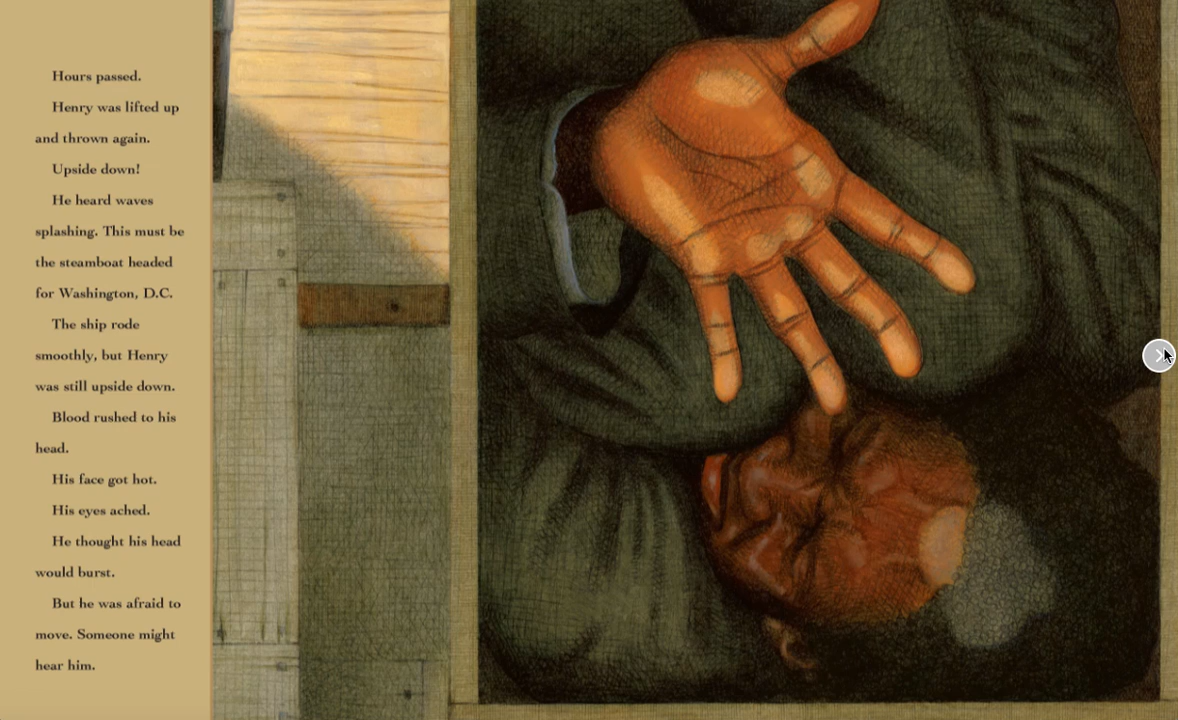 Hours passed.
Henry was lifted up
and thrown again.
Upside down!
He heard waves
splashing. This must be
the steamboat headed
for Washington, D.C.
The ship rode
smoothly, but Henry
was still upside down.
Blood rushed to his
head.
His face got hot.
His eyes ached.
He thought his head
would burst.
But he was afraid to
move. Someone might
hear him.